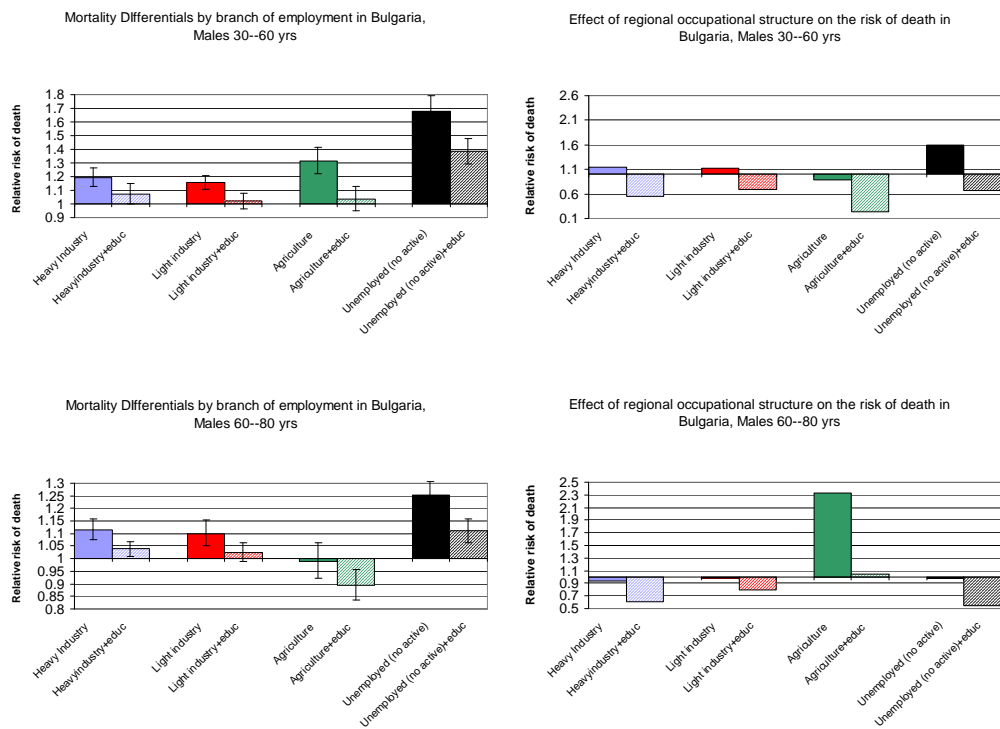 Mortality DIfferentials by branch of employment in Bulgaria,
Males 30--60 yrs
Relative risk of death
1.8
1.7
1.6
1.5
1.4
1.3
1.2
1.1
1
0.9
Heavy Industry
Heavyindustry+educ
Light Industry
Light industry+educ
Agriculture
Agriculture+educ
Unemployed (no active)
Unemployed (no active)+educ
Effect of regional occupational structure on the risk of death in
Bulgaria, Males 30--60 yrs
Relative risk of death
2.6
2.1
1.6
1.1
0.6
0.1
Heavy Industry
Heavyindustry+educ
Light Industry
Light industry+educ
Agriculture
Agriculture+educ
Unemployed (no active)
Unemployed (no active)+educ
Mortality DIfferentials by branch of employment in Bulgaria,
Males 60--80 yrs
Relative risk of death
1.3
1.25
1.2
1.15
1.1
1.05
1
0.95
0.9
0.85
0.8
Heavy Industry
Heavyindustry+educ
Light Industry
Light industry+educ
Agriculture
Agriculture+educ
Unemployed (no active)
Unemployed (no active)+educ
Effect of regional occupational structure on the risk of death in
Bulgaria, Males 60--80 yrs
Relative risk of death
2.5
2.3
2.1
1.9
1.7
1.5
1.3
1.1
0.9
0.7
0.5
Heavy Industry
Heavyindustry+educ
Light Industry
Light industry+educ
Agriculture
Agriculture+educ
Unemployed (no active)
Unemployed (no active)+educ